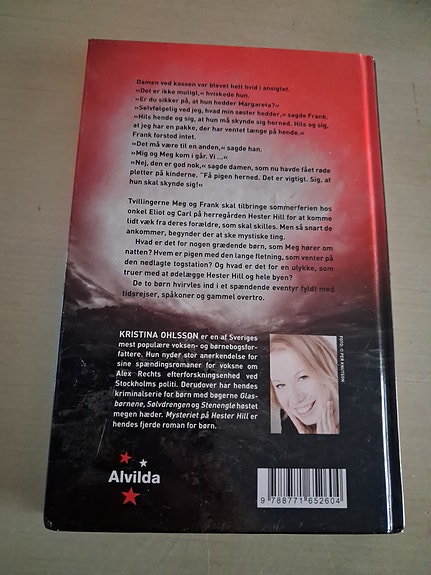 Damen ved kassen var blevet helt hvid i ansigtet.
»Det er ikke muligt,« hviskede hun.
»Er du sikker på, at hun hedder Margareta?«
»Selvfølgelig ved jeg, hvad min søster hedder,« sagde Frank.
»Hils hende og sig, at hun må skynde sig herned. Hils og sig,
at jeg har en pakke, der har ventet længe på hende.«
Frank forstod intet.
»Det må være til en anden,« sagde han.
»Mig og Meg kom i går. Vi ...«
»Nej, den er god nok,« sagde damen, som nu havde fået røde
pletter på kinderne. "Få pigen herned. Det er vigtigt. Sig, at
hun skal skynde sig!«
Tvillingerne Meg og Frank skal tilbringe sommerferien hos
onkel Eliot og Carl på herregården Hester Hill for at komme
lidt væk fra deres forældre, som skal skilles. Men så snart de
ankommer, begynder der at ske mystiske ting.
Hvad er det for nogen grædende børn, som Meg hører om
natten? Hvem er pigen med den lange fletning, som venter på
den nedlagte togstation? Og hvad er det for en ulykke, som
truer med at ødelægge Hester Hill og hele byen?
De to børn hvirvles ind i et spændende eventyr fyldt med
tidsrejser, spåkoner og gammel overtro.
KRISTINA OHLSSON er en af Sveriges
mest populære voksen- og børnebogsfor-
fattere. Hun nyder stor anerkendelse for
sine spændingsromaner for voksne om
Alex Rechts efterforskningsenhed ved
Stockholms politi. Derudover har hendes
kriminalserie for børn med bøgerne Glas-
børnene, Sølvdrengen og Stenengle høstet
megen hæder. Mysteriet på Hester Hill er
hendes fjerde roman for børn.
FOTO © PER KNUTSON
Alvilda
9 788771 652604